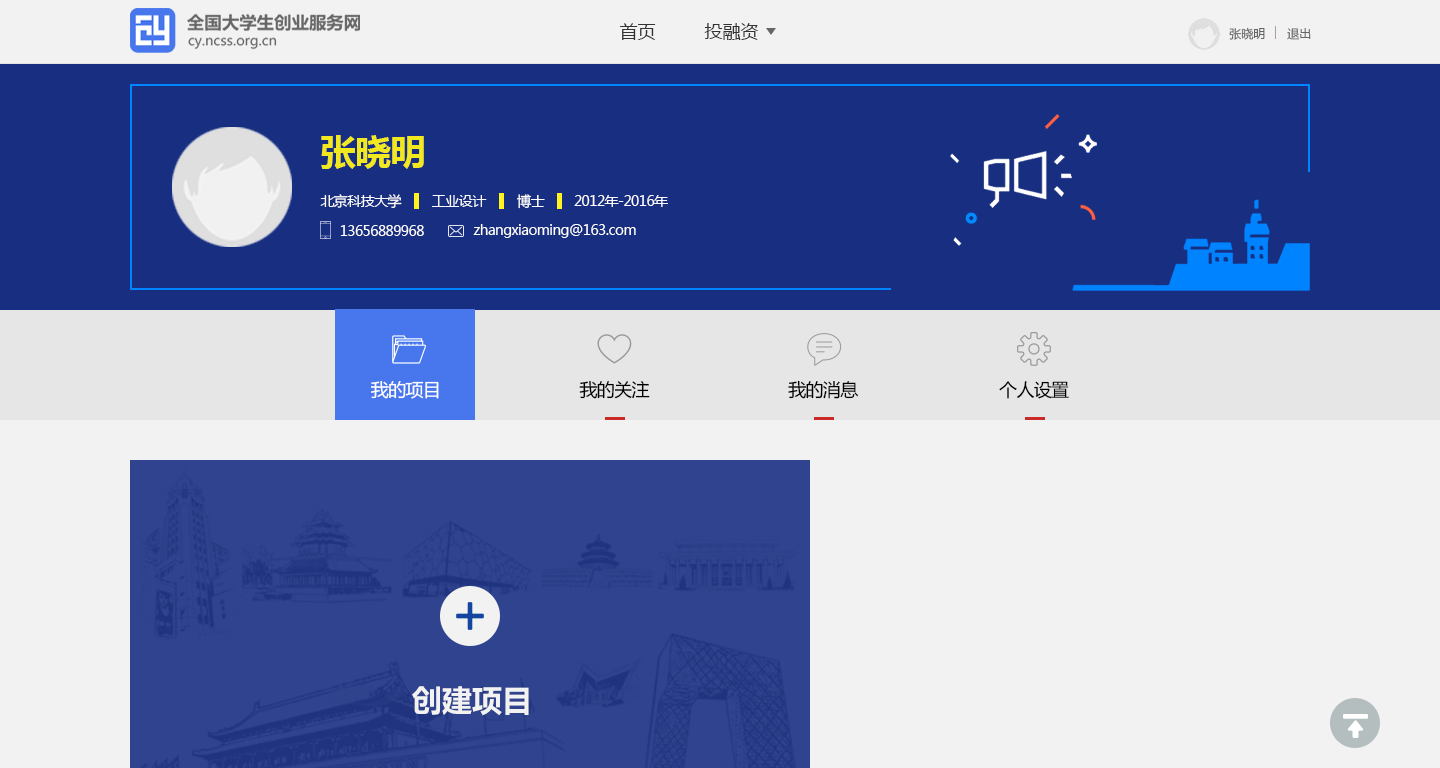 全国大学生创业服务网
cy.ncss.org.cn
首页 投融资
张晓明 退出
张晓明
北京科技大学 工业设计 博士 2012年-2016年
13656889968 zhangxiaoming@163.com
我的项目 我的关注 我的消息 个人设置
创建项目